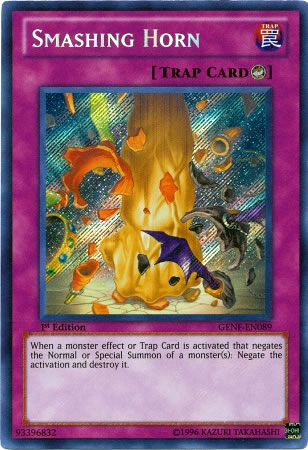 SMASHING HORN
TRAP
罠
[TRAP CARD]
1st Edition
GENF-EN089
When a monster effect or Trap Card is activated that negates
the Normal or Special Summon of a monster(s): Negate the
activation and destroy it.
93396832
©1996 KAZUKI TAKAHASHI